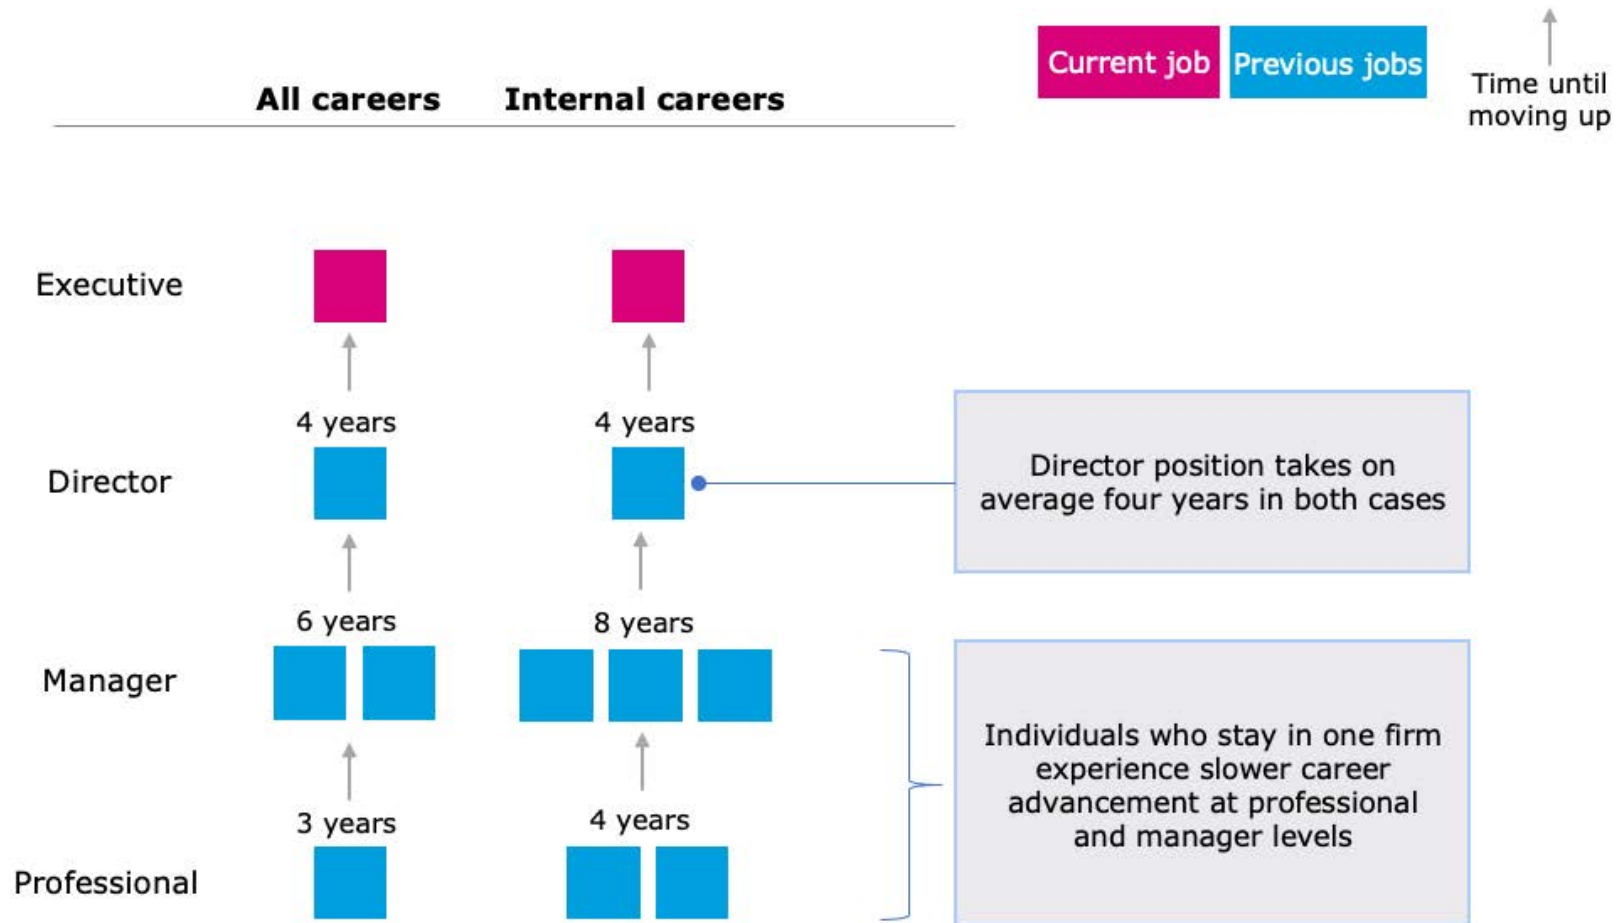 Current job
Previous jobs
Time until
moving up
All careers
Internal careers
Executive
4 years
4 years
Director
Director position takes on
average four years in both cases
6 years
8 years
Manager
Individuals who stay in one firm
experience slower career
advancement at professional
and manager levels
3 years
4 years
Professional